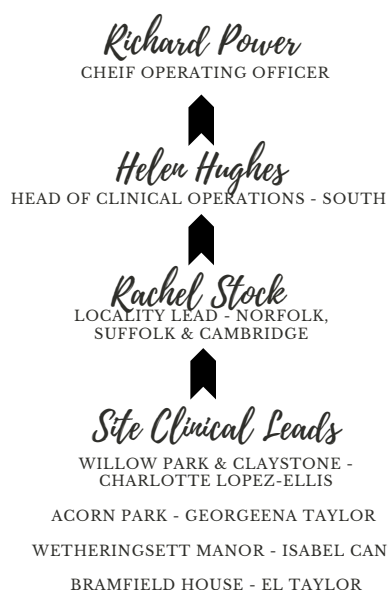 Richard Power
CHEIF OPERATING OFFICER
Helen Hughes
HEAD OF CLINICAL OPERATIONS - SOUTH
Rachel Stock
LOCALITY LEAD - NORFOLK,
SUFFOLK & CAMBRIDGE
Site Clinical Leads
WILLOW PARK & CLAYSTONE -
CHARLOTTE LOPEZ-ELLIS
ACORN PARK - GEORGEENA TAYLOR
WETHERINGSETT MANOR - ISABEL CAN
BRAMFIELD HOUSE - EL TAYLOR